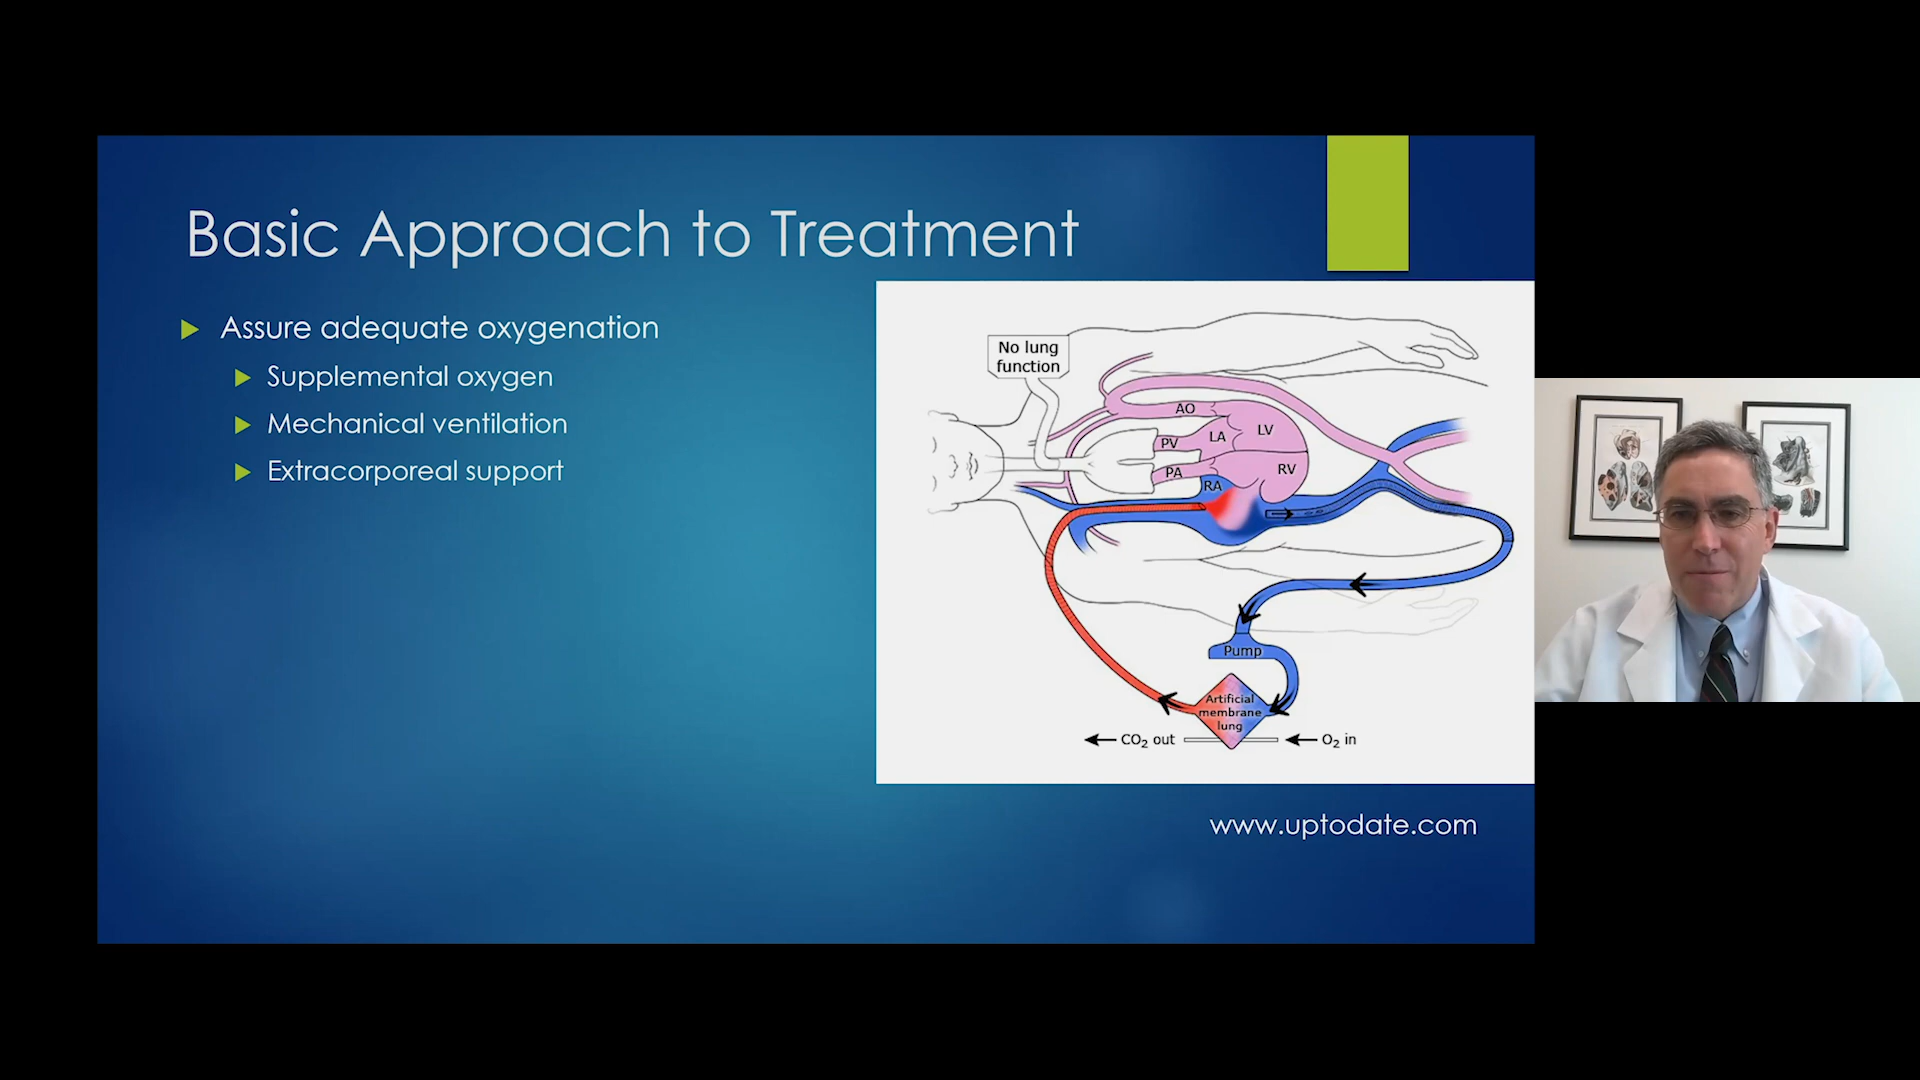 Basic Approach to Treatment
Assure adequate oxygenation
Supplemental oxygen
Mechanical ventilation
Extracorporeal support
No lung
function
AO
LV
LA
PV
RV
PA
RA
Pump
Artificial
membrane
lung
CO2 out
O2 in
www.uptodate.com